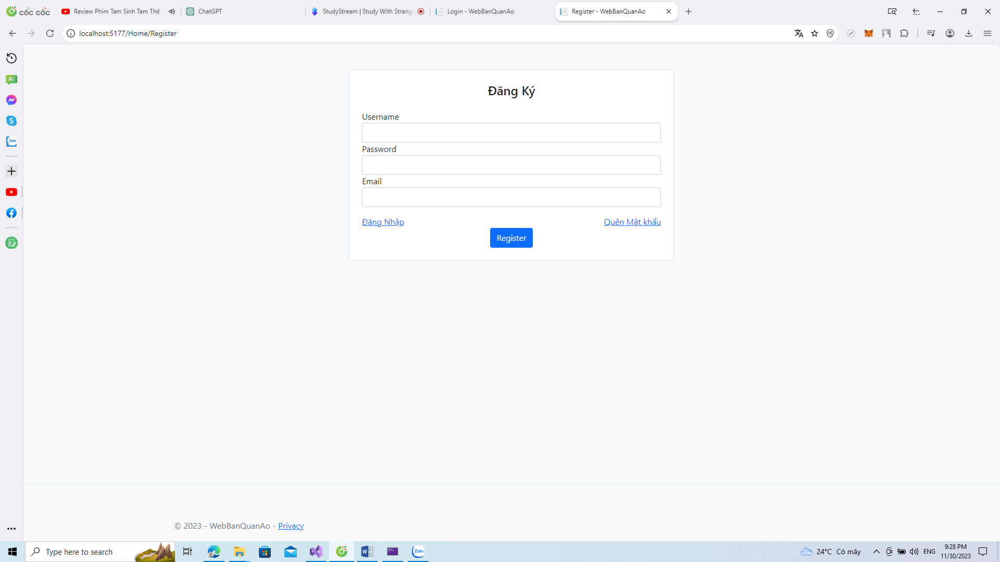 cốc cốc
Review Phim Tam Sinh Tam Thế
ChatGPT
StudyStream | Study With Strang
Login - WebBanQuanAo
Register - WebBanQuanAo
localhost:5177/Home/Register
AI
S
Zalo
Đăng Ký
Username
Password
Email
Đăng Nhập
Quên Mật khẩu
Register
© 2023 - WebBanQuanAo - Privacy
Type here to search
Zalo
24°C Có mây
ENG
9:28 PM
11/30/2023